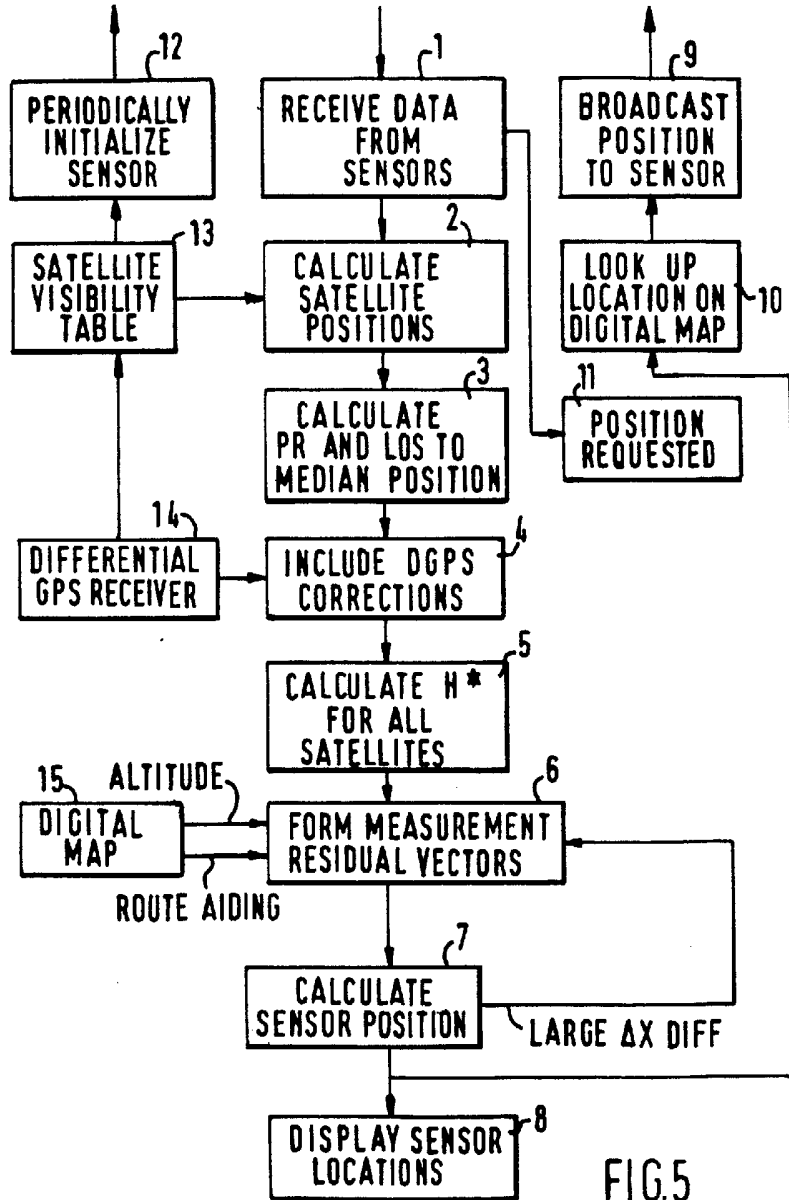 12
PERIODICALLY
INITIALIZE
SENSOR
1
RECEIVE DATA
FROM
SENSORS
9
BROADCAST
POSITION
TO SENSOR
13
SATELLITE
VISIBILITY
TABLE
2
CALCULATE
SATELLITE
POSITIONS
LOOK UP
LOCATION ON
DIGITAL MAP
10
3
CALCULATE
PR AND LOS TO
MEDIAN POSITION
11
POSITION
REQUESTED
14
DIFFERENTIAL
GPS RECEIVER
4
INCLUDE DGPS
CORRECTIONS
5
CALCULATE H*
FOR ALL
SATELLITES
15
DIGITAL
MAP
ALTITUDE
ROUTE AIDING
6
FORM MEASUREMENT
RESIDUAL VECTORS
7
CALCULATE
SENSOR POSITION
LARGE ΔX DIFF
8
DISPLAY SENSOR
LOCATIONS
FIG.5